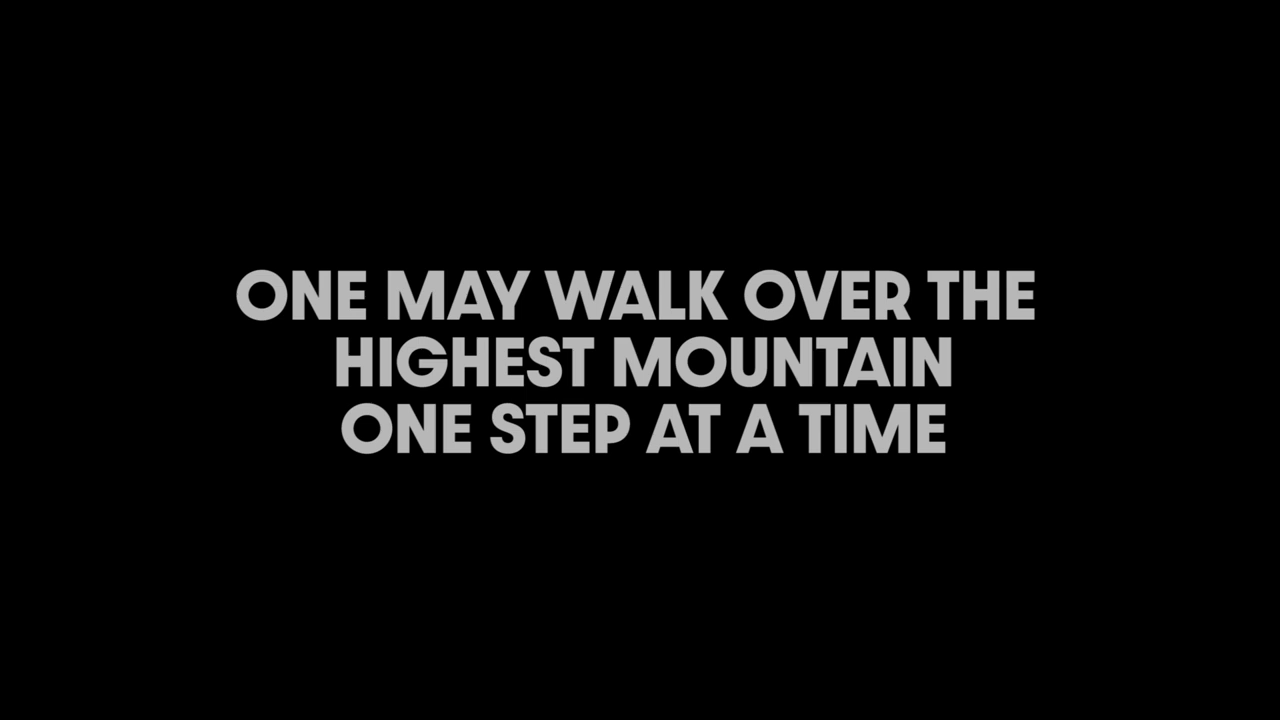 ONE MAY WALK OVER THE
HIGHEST MOUNTAIN
ONE STEP AT A TIME